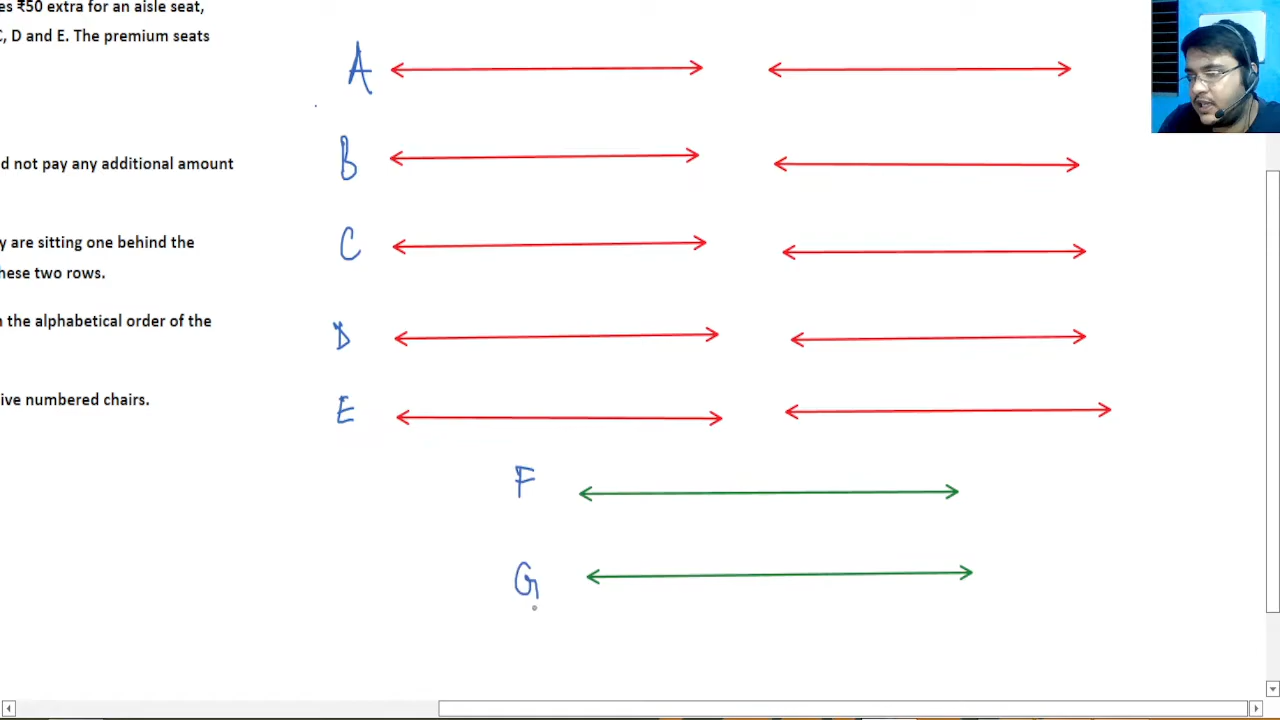 es ₹50 extra for an aisle seat,
C, D and E. The premium seats
A
B
d not pay any additional amount
y are sitting one behind the
C
hese two rows.
n the alphabetical order of the
D
ive numbered chairs.
E
F
G